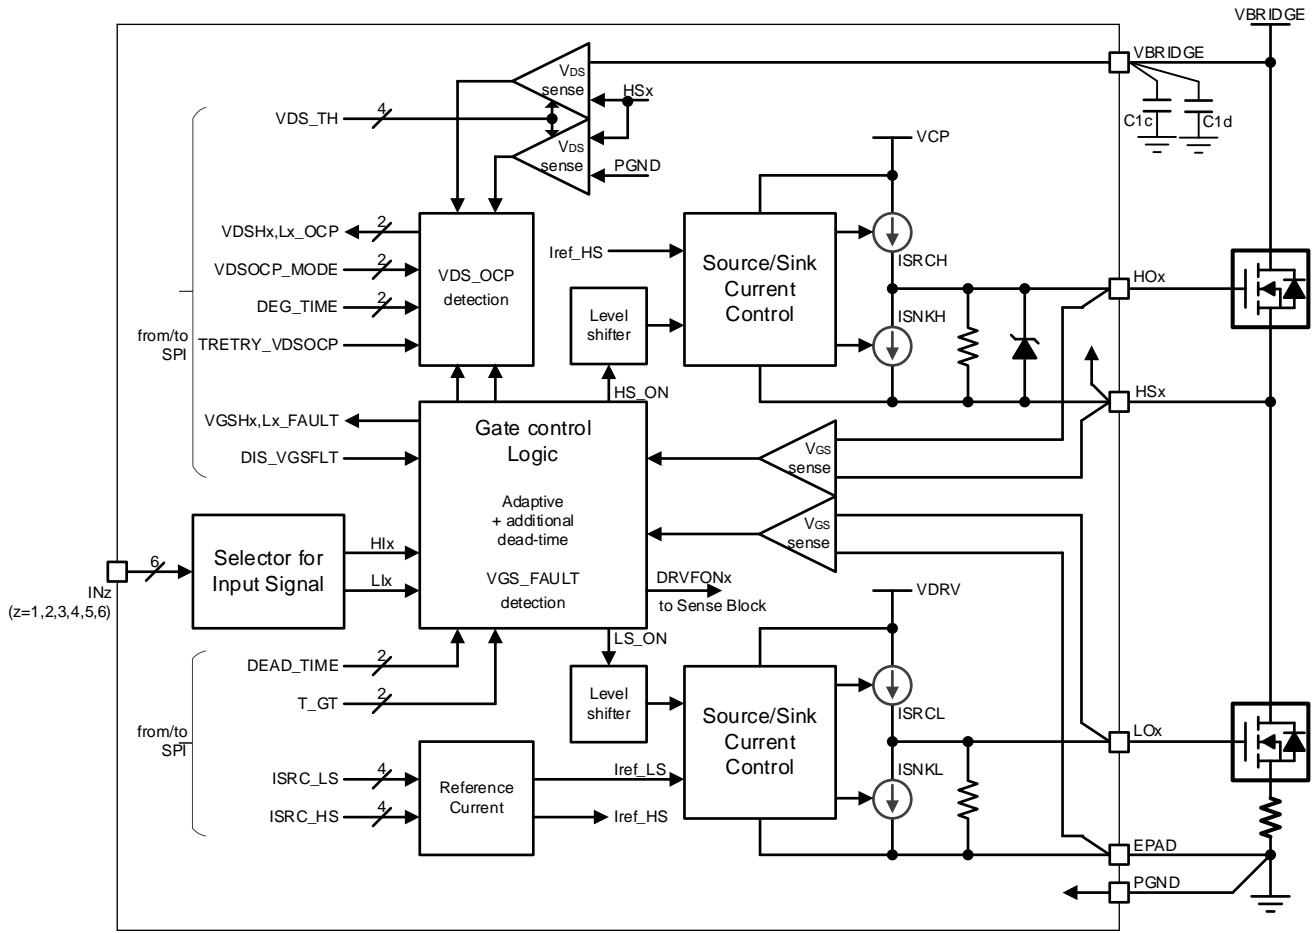 VBRIDGE
VBRIDGE
VDS
sense
HSx
VDS_TH
4
VDS
sense
PGND
C1c
C1d
VCP
VDSHx,Lx_OCP
2
VDSOCP_MODE
2
DEG_TIME
2
TRETRY_VDSOCP
from/to
SPI
VDS_OCP
detection
Iref_HS
Level
shifter
Source/Sink
Current
Control
ISRCH
ISNKH
HOx
HSx
HS_ON
VGSHx,Lx_FAULT
DIS_VGSFLT
Gate control
Logic
Adaptive
+ additional
dead-time
VGS_FAULT
detection
VGS
sense
VGS
sense
INz
(z=1,2,3,4,5,6)
6
Selector for
Input Signal
HIx
LIx
DRVFONx
to Sense Block
VDRV
LS_ON
DEAD_TIME
2
T_GT
2
from/to
SPI
Level
shifter
Source/Sink
Current
Control
ISRCL
ISNKL
LOx
ISRC_LS
4
ISRC_HS
4
Reference
Current
Iref_LS
Iref_HS
EPAD
PGND